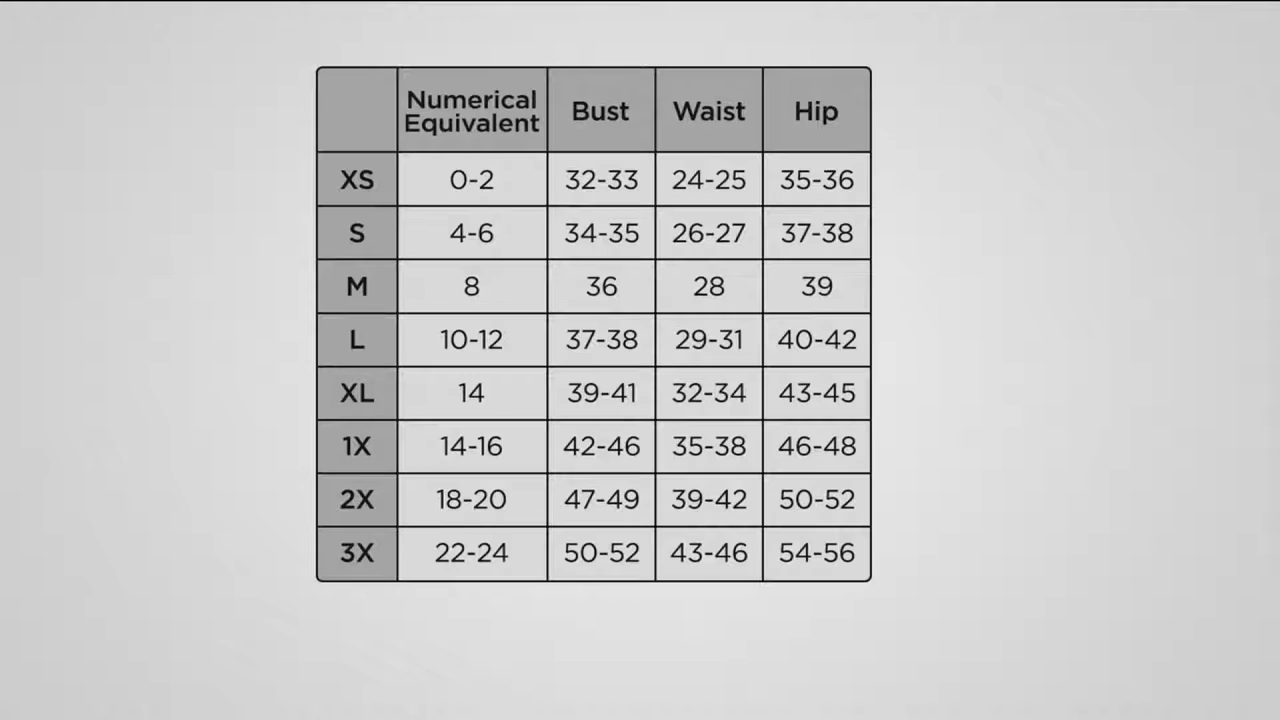 Numerical Equivalent Bust Waist Hip
XS 0-2 32-33 24-25 35-36
S 4-6 34-35 26-27 37-38
M 8 36 28 39
L 10-12 37-38 29-31 40-42
XL 14 39-41 32-34 43-45
1X 14-16 42-46 35-38 46-48
2X 18-20 47-49 39-42 50-52
3X 22-24 50-52 43-46 54-56